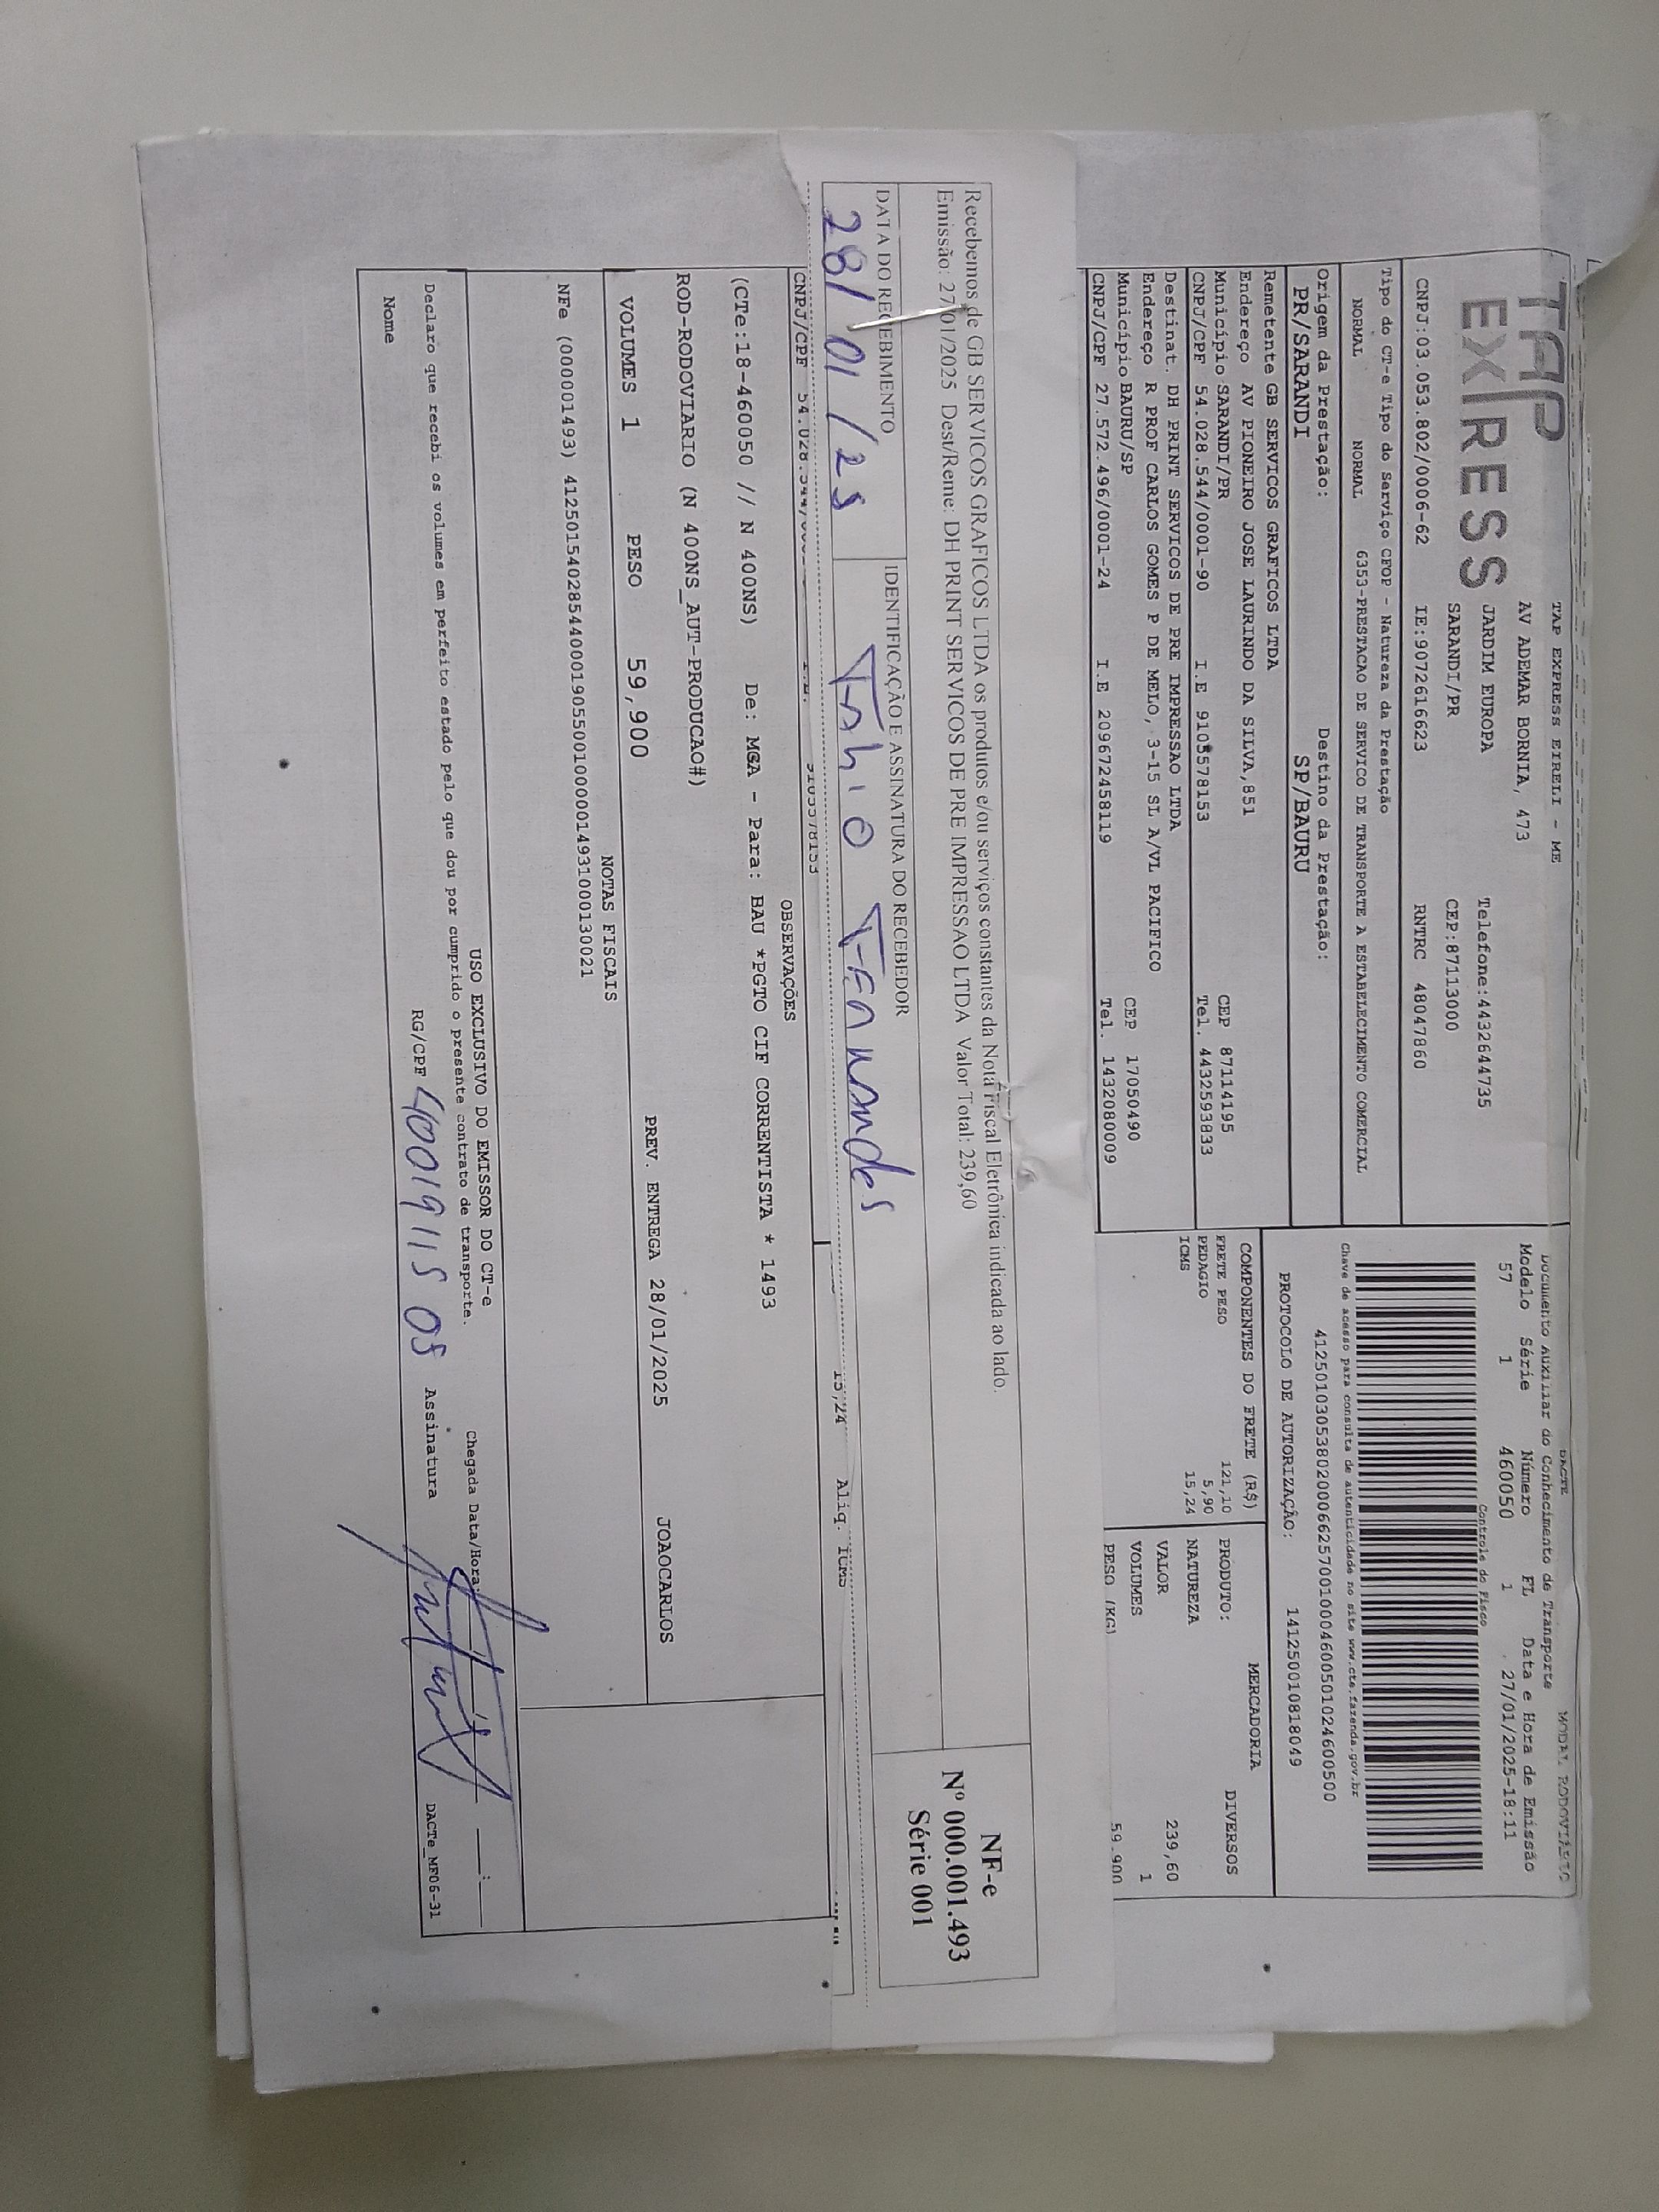 TAP EXPRESS
TAP EXPRESS EIRELI - ME
AV ADEMAR BORNIA, 473
JARDIM EUROPA Telefone:4432644735
SARANDI/PR CEP:87113000
CNPJ:03.053.802/0006-62 IE:9072616623 RNTRC 48047860
DACTE MODAL RODOVIÁRIO
Documento Auxiliar do Conhecimento de Transporte
Modelo Série Número FL Data e Hora de Emissão
57 1 460050 1 27/01/2025-18:11
Controle do Fisco
Chave de acesso para consulta de autenticidade no site www.cte.fazenda.gov.br
41250103053802000662570010004600501024600500
PROTOCOLO DE AUTORIZAÇÃO: 141250010818049
Tipo do CT-e Tipo do Serviço CFOP - Natureza da Prestação
NORMAL NORMAL 6353-PRESTACAO DE SERVICO DE TRANSPORTE A ESTABELECIMENTO COMERCIAL
Origem da Prestação: Destino da Prestação:
PR/SARANDI SP/BAURU
Remetente GB SERVICOS GRAFICOS LTDA
Endereço AV PIONEIRO JOSE LAURINDO DA SILVA,851
Município SARANDI/PR CEP 87114195
CNPJ/CPF 54.028.544/0001-90 I.E 9105578153 Tel. 4432593833
Destinat. DH PRINT SERVICOS DE PRE IMPRESSAO LTDA
Endereço R PROF CARLOS GOMES P DE MELO, 3-15 SL A/VL PACIFICO
Município BAURU/SP CEP 17050490
CNPJ/CPF 27.572.496/0001-24 I.E 209672458119 Tel. 1432080009
COMPONENTES DO FRETE (R$)
FRETE PESO 121,10
PEDAGIO 5,90
ICMS 15,24
MERCADORIA
PRODUTO: DIVERSOS
NATUREZA
VALOR 239,60
VOLUMES 1
PESO (KG) 59.900
Recebemos de GB SERVICOS GRAFICOS LTDA os produtos e/ou serviços constantes da Nota Fiscal Eletrônica indicada ao lado.
Emissão: 27/01/2025 Dest/Reme: DH PRINT SERVICOS DE PRE IMPRESSAO LTDA Valor Total: 239,60
NF-e
Nº 000.001.493
Série 001
DATA DO RECEBIMENTO IDENTIFICAÇÃO E ASSINATURA DO RECEBEDOR
28/01/25 Fernandes
CNPJ/CPF 54.028.544/ 9105578153 15,24 Aliq. ICMS
OBSERVAÇÕES
(CTe:18-460050 // N 400NS) De: MGA - Para: BAU *PGTO CIF CORRENTISTA * 1493
ROD-RODOVIARIO (N 400NS_AUT-PRODUCAO#)
VOLUMES 1 PESO 59,900 PREV. ENTREGA 28/01/2025 JOAOCARLOS
NOTAS FISCAIS
NFe (000001493) 41250154028544000190550010000014931000130021
USO EXCLUSIVO DO EMISSOR DO CT-e
Declaro que recebi os volumes em perfeito estado pelo que dou por cumprido o presente contrato de transporte.
Chegada Data/Hora:
Nome RG/CPF Assinatura
DACTe_MF06-31